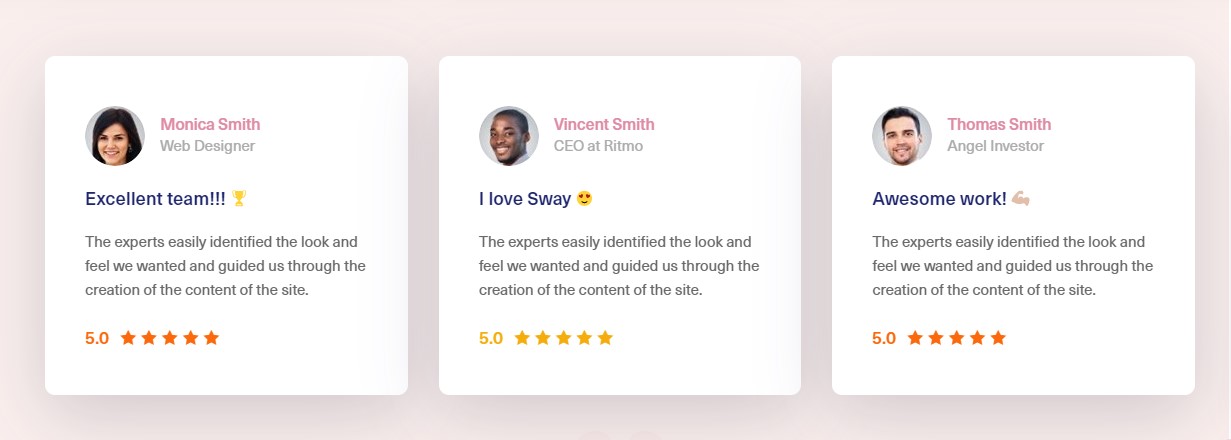 Monica Smith
Web Designer
Excellent team!!! 🏆
The experts easily identified the look and
feel we wanted and guided us through the
creation of the content of the site.
5.0 ★★★★★
Vincent Smith
CEO at Ritmo
I love Sway 😍
The experts easily identified the look and
feel we wanted and guided us through the
creation of the content of the site.
5.0 ★★★★★
Thomas Smith
Angel Investor
Awesome work! 💪🏼
The experts easily identified the look and
feel we wanted and guided us through the
creation of the content of the site.
5.0 ★★★★★